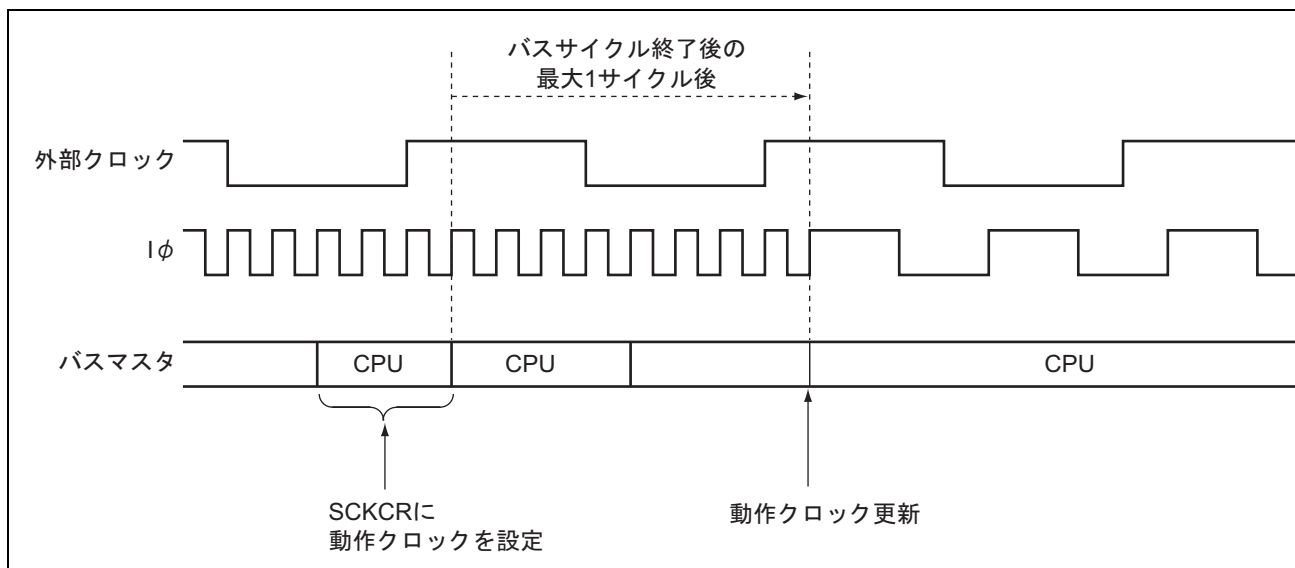 バスサイクル終了後の
最大1サイクル後
外部クロック
Iφ
バスマスタ
CPU
CPU
CPU
SCKCRに
動作クロックを設定
動作クロック更新